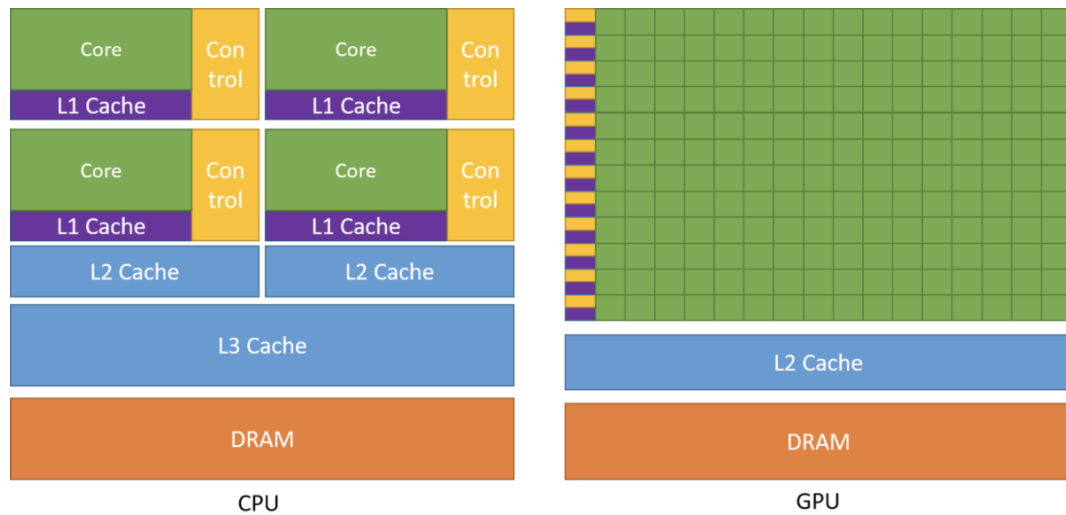 Core
Con
trol
L1 Cache
Core
Con
trol
L1 Cache
Core
Con
trol
L1 Cache
Core
Con
trol
L1 Cache
L2 Cache
L2 Cache
L3 Cache
DRAM
CPU
L2 Cache
DRAM
GPU